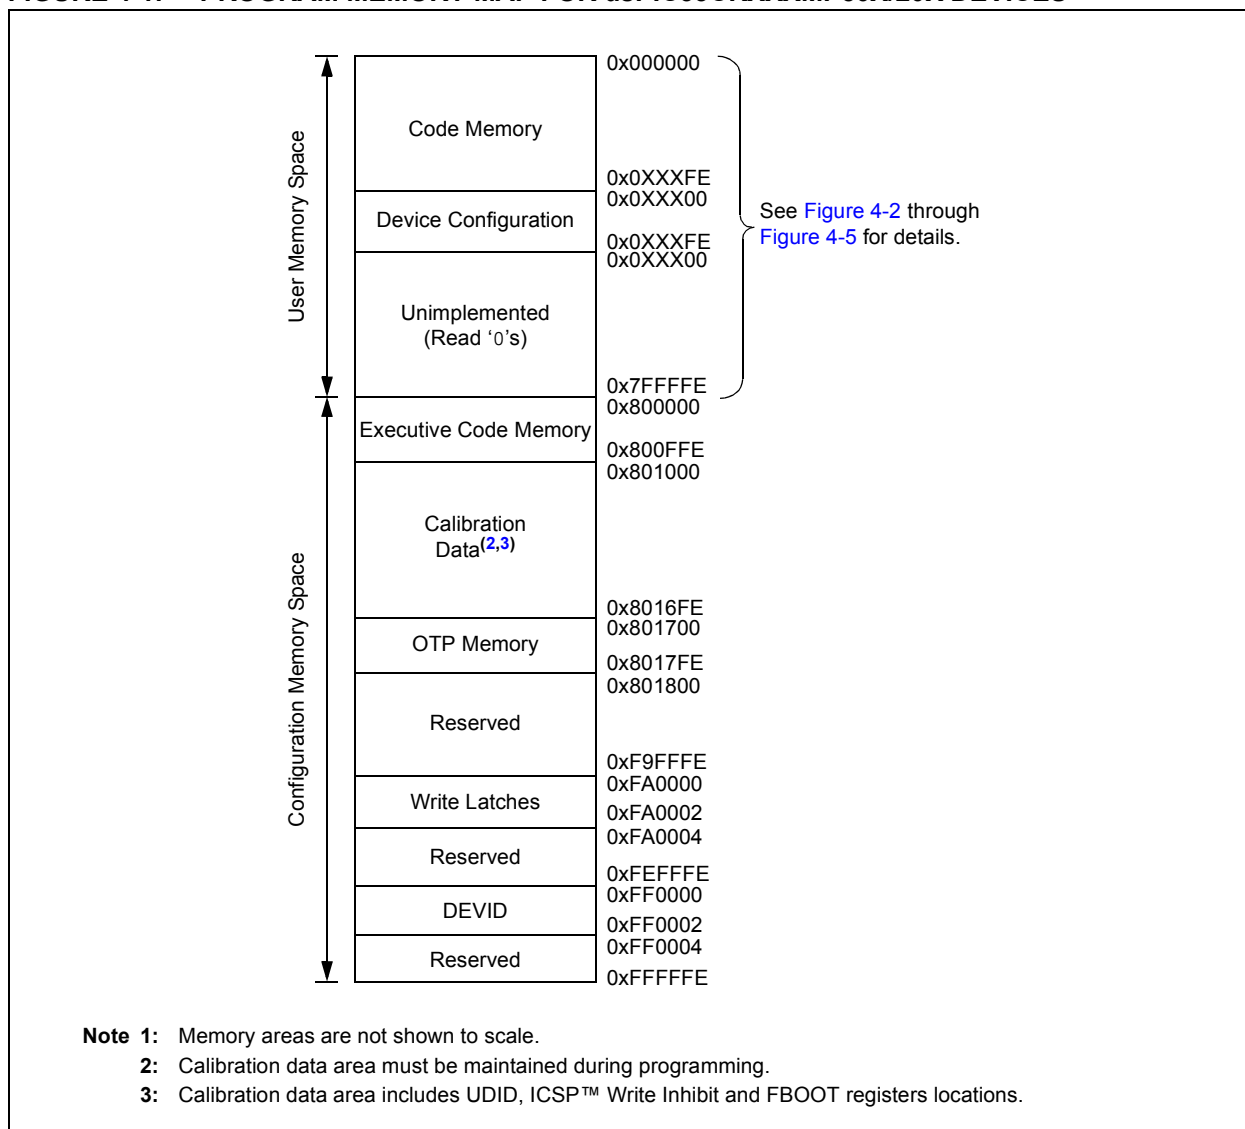 0x000000
Code Memory
0x0XXXFE
0x0XXX00
Device Configuration
0x0XXXFE
0x0XXX00
Unimplemented
(Read ‘0’s)
0x7FFFFE
User Memory Space
See Figure 4-2 through
Figure 4-5 for details.
0x800000
Executive Code Memory
0x800FFE
0x801000
Calibration
Data(2,3)
0x8016FE
0x801700
OTP Memory
0x8017FE
0x801800
Reserved
0xF9FFFE
0xFA0000
Write Latches
0xFA0002
0xFA0004
Reserved
0xFEFFFE
0xFF0000
DEVID
0xFF0002
0xFF0004
Reserved
0xFFFFFE
Configuration Memory Space
Note 1: Memory areas are not shown to scale.
2: Calibration data area must be maintained during programming.
3: Calibration data area includes UDID, ICSP™ Write Inhibit and FBOOT registers locations.